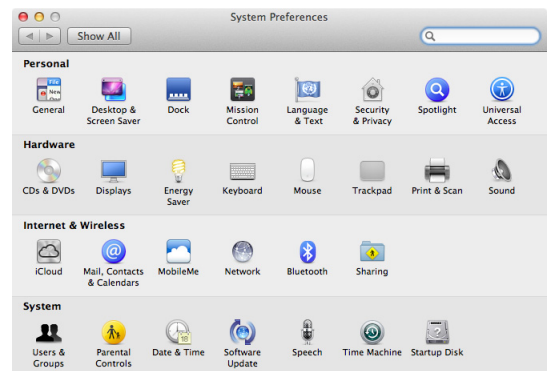 System Preferences
Show All
Personal
General
Desktop &
Screen Saver
Dock
Mission
Control
Language
& Text
Security
& Privacy
Spotlight
Universal
Access
Hardware
CDs & DVDs
Displays
Energy
Saver
Keyboard
Mouse
Trackpad
Print & Scan
Sound
Internet & Wireless
iCloud
Mail, Contacts
& Calendars
MobileMe
Network
Bluetooth
Sharing
System
Users &
Groups
Parental
Controls
Date & Time
Software
Update
Speech
Time Machine
Startup Disk